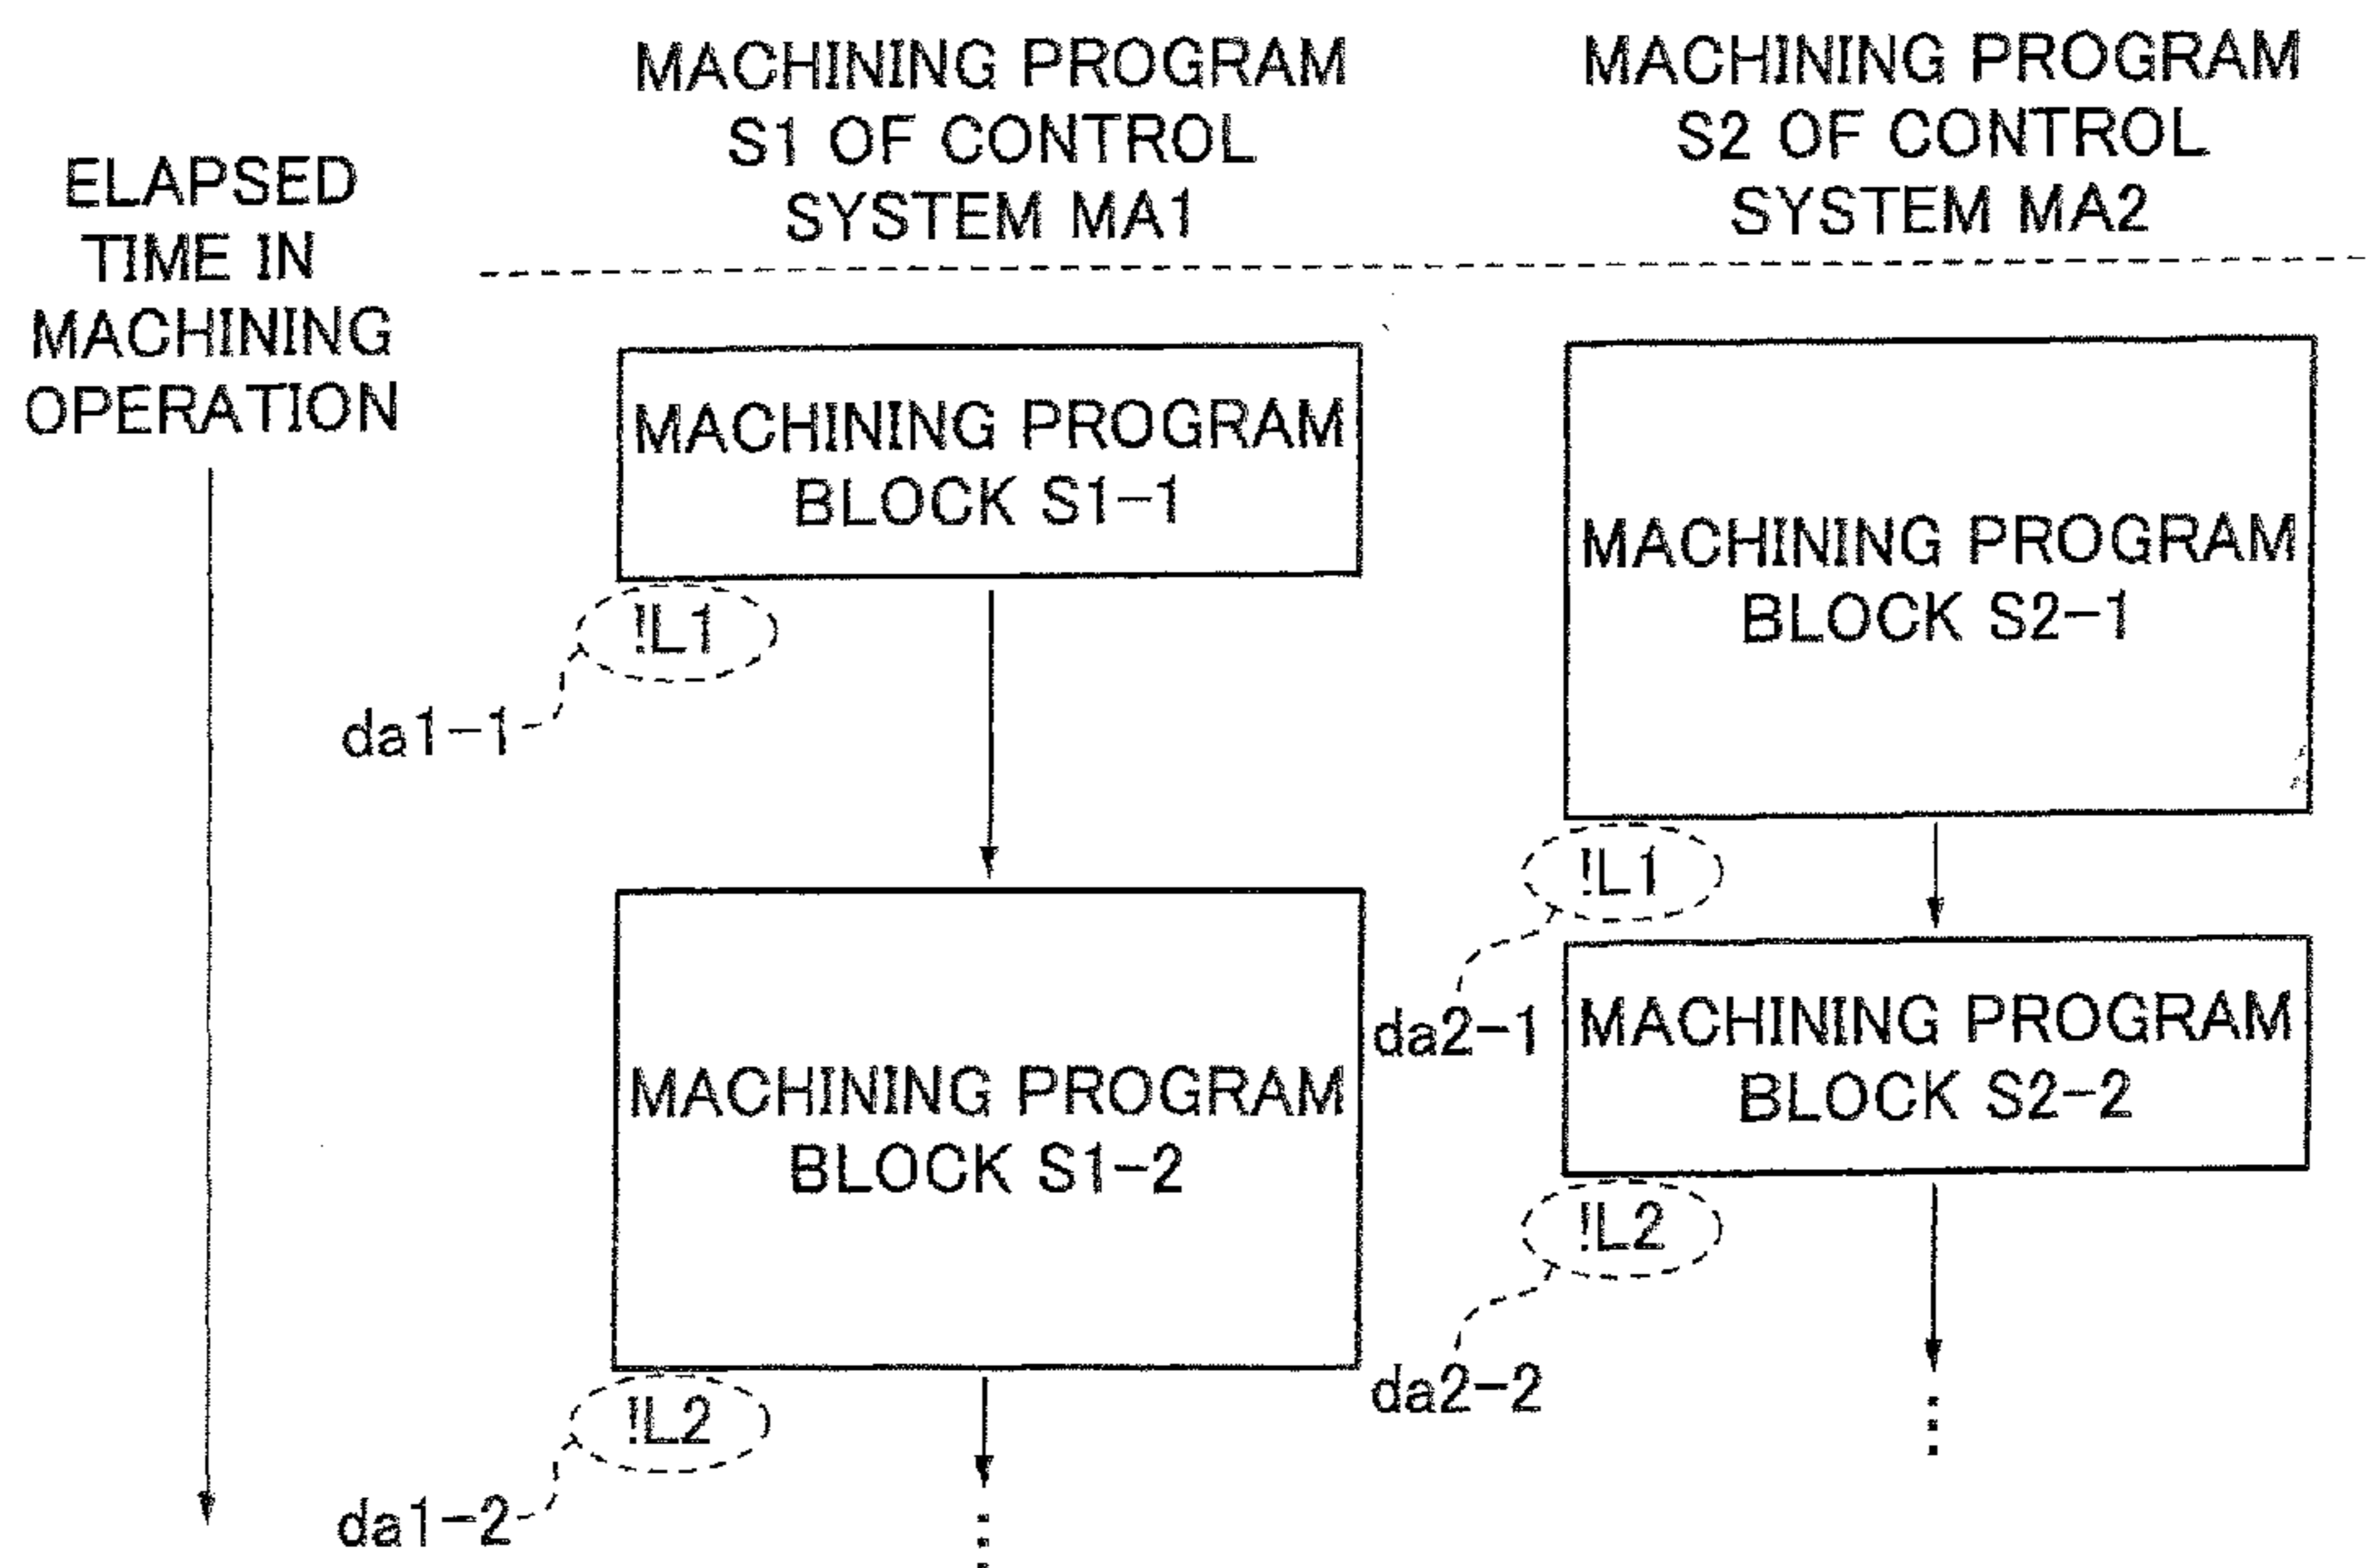 ELAPSED
TIME IN
MACHINING
OPERATION
MACHINING PROGRAM
S1 OF CONTROL
SYSTEM MA1
MACHINING PROGRAM
S2 OF CONTROL
SYSTEM MA2
MACHINING PROGRAM
BLOCK S1-1
!L1
da1-1
MACHINING PROGRAM
BLOCK S2-1
!L1
da2-1
MACHINING PROGRAM
BLOCK S1-2
!L2
da1-2
MACHINING PROGRAM
BLOCK S2-2
!L2
da2-2